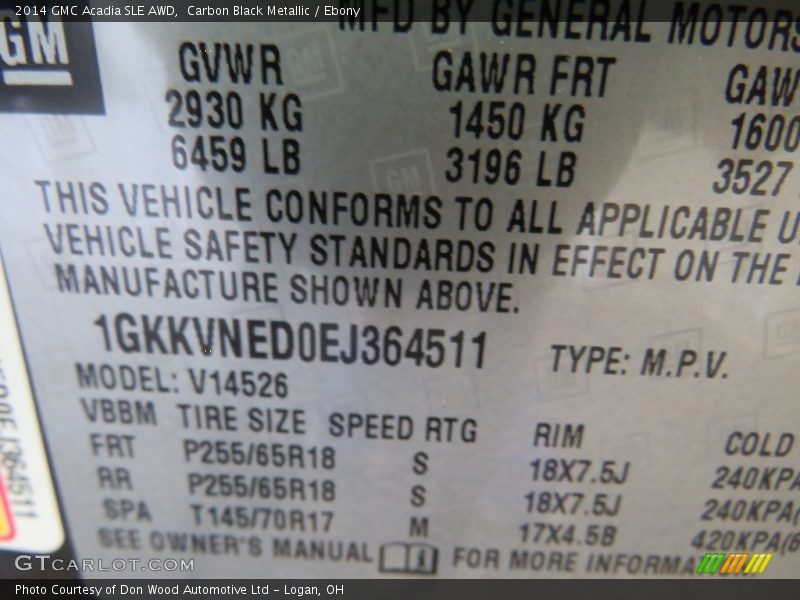 2014 GMC Acadia SLE AWD, Carbon Black Metallic / Ebony
MFD BY GENERAL MOTORS
GM
GVWR GAWR FRT GAW
2930 KG 1450 KG 1600
6459 LB 3196 LB 3527
THIS VEHICLE CONFORMS TO ALL APPLICABLE U
VEHICLE SAFETY STANDARDS IN EFFECT ON THE
MANUFACTURE SHOWN ABOVE.
1GKKVNED0EJ364511 TYPE: M.P.V.
MODEL: V14526
VBBM TIRE SIZE SPEED RTG RIM COLD
FRT P255/65R18 S 18X7.5J 240KPA
RR P255/65R18 S 18X7.5J 240KPA(
SPA T145/70R17 M 17X4.5B 420KPA(6
SEE OWNER'S MANUAL FOR MORE INFORMA
GTCARLOT.COM
Photo Courtesy of Don Wood Automotive Ltd - Logan, OH